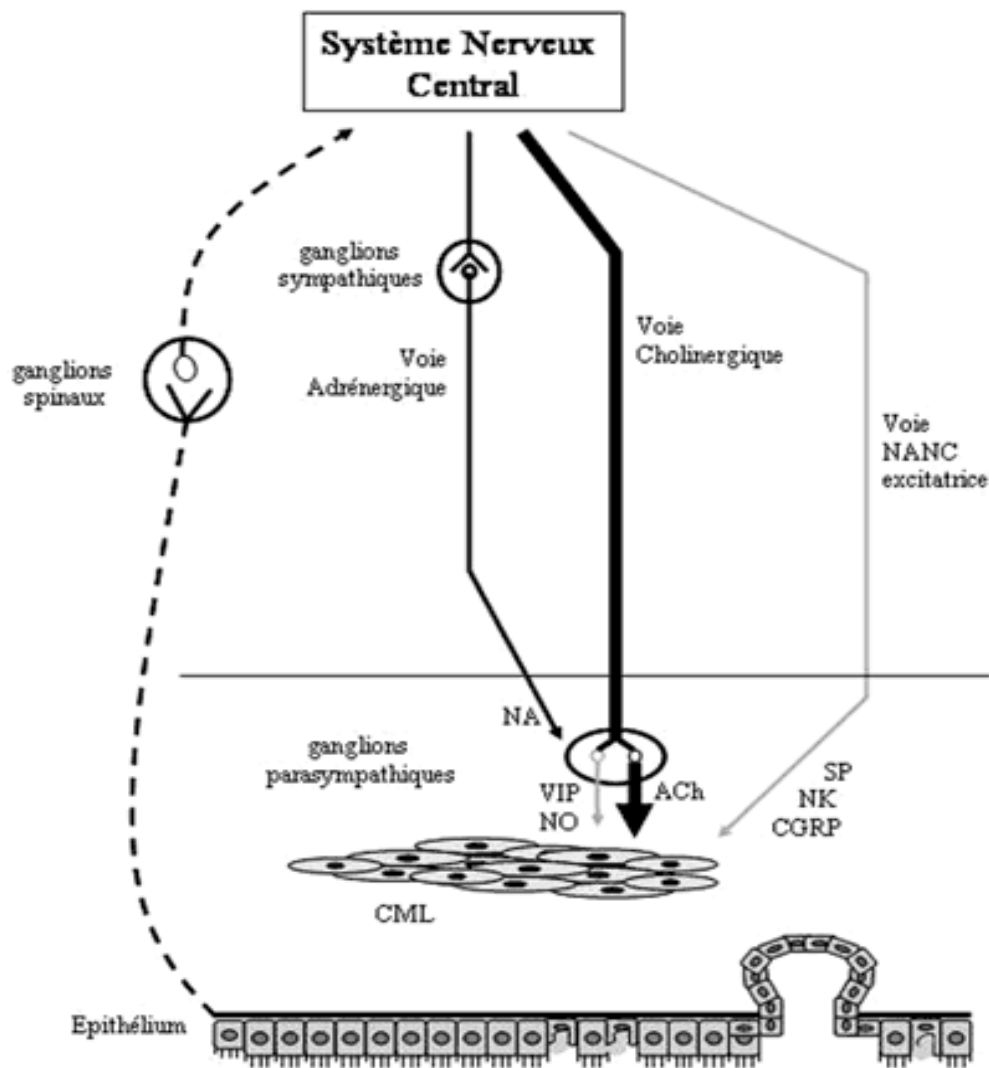 Système Nerveux
Central
ganglions
sympathiques
Voie
Cholinergique
Voie
Adrénergique
ganglions
spinaux
Voie
NANC
excitatrice
NA
ganglions
parasympathiques
VIP
NO
ACh
SP
NK
CGRP
CML
Epithélium